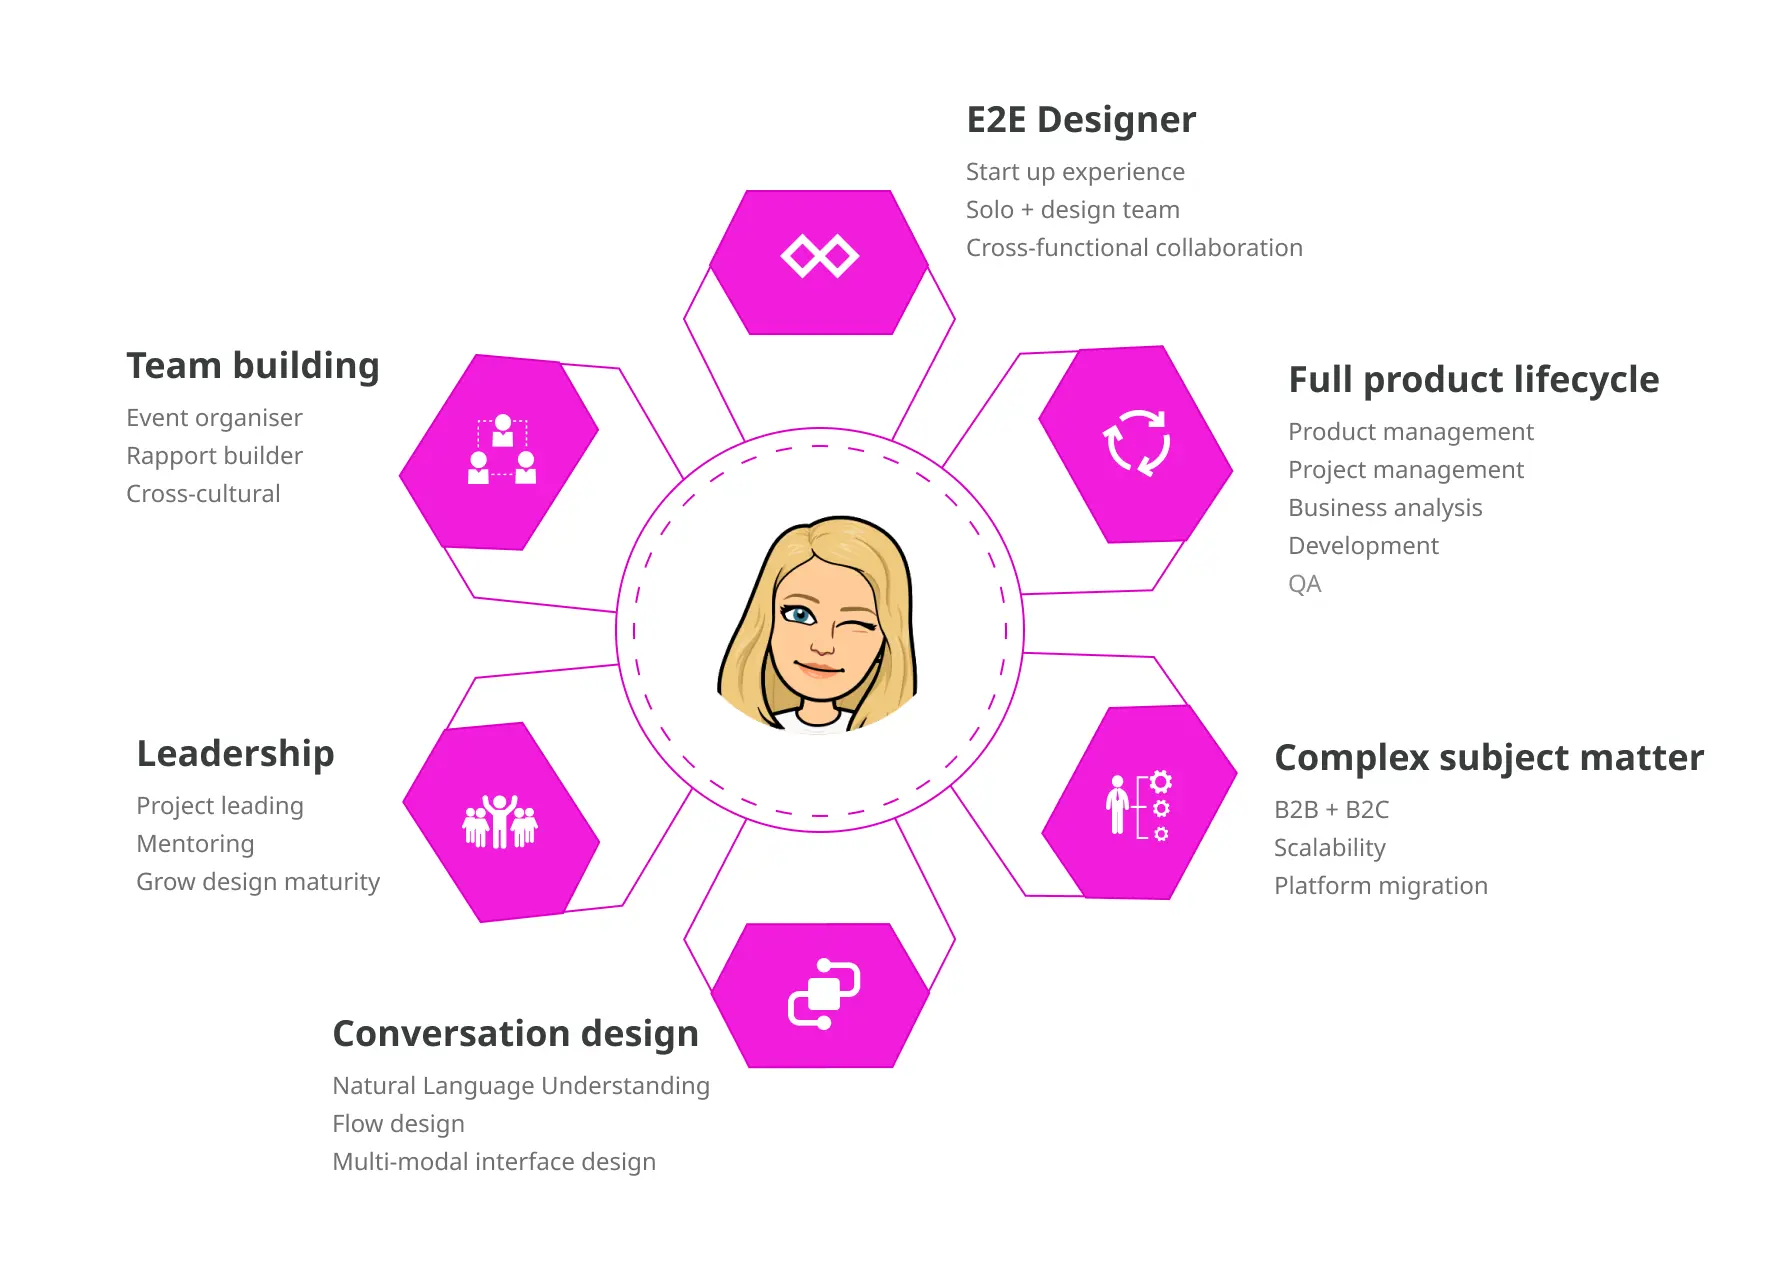 E2E Designer
Start up experience
Solo + design team
Cross-functional collaboration
Team building
Event organiser
Rapport builder
Cross-cultural
Full product lifecycle
Product management
Project management
Business analysis
Development
QA
Leadership
Project leading
Mentoring
Grow design maturity
Complex subject matter
B2B + B2C
Scalability
Platform migration
Conversation design
Natural Language Understanding
Flow design
Multi-modal interface design